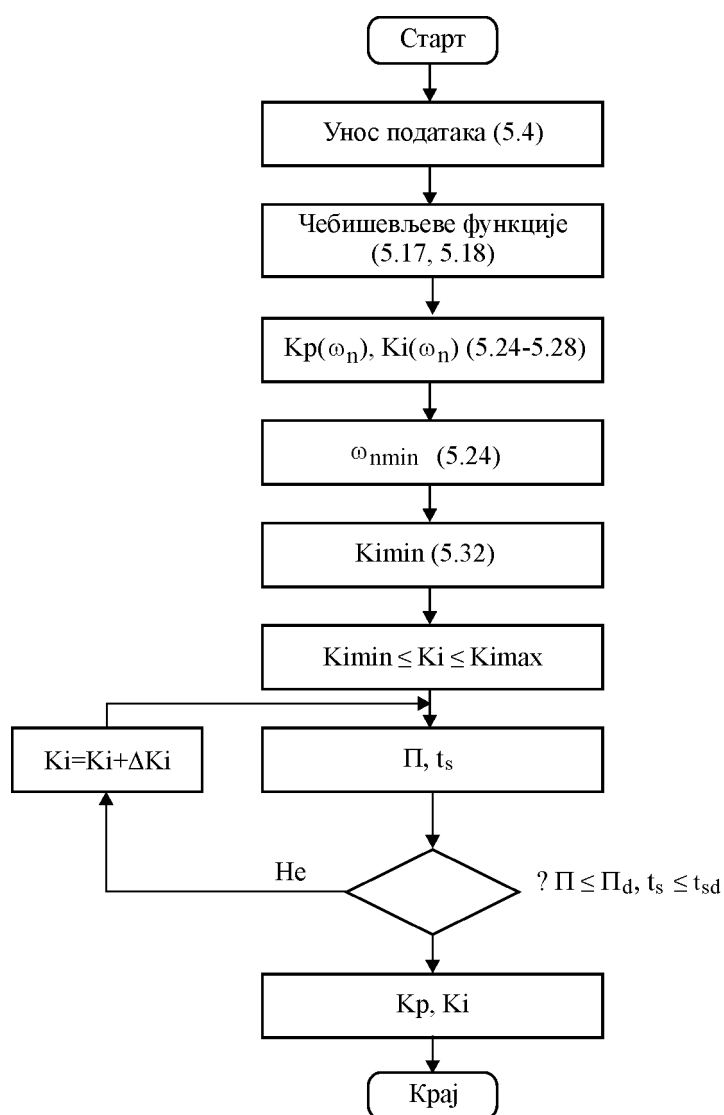 Старт
Унос података (5.4)
Чебишевљеве функције
(5.17, 5.18)
Kp(ωn), Ki(ωn) (5.24-5.28)
ωnmin (5.24)
Kimin (5.32)
Kimin ≤ Ki ≤ Kimax
Ki=Ki+ΔKi
Π, ts
Не
? Π ≤ Πd, ts ≤ tsd
Kp, Ki
Крај